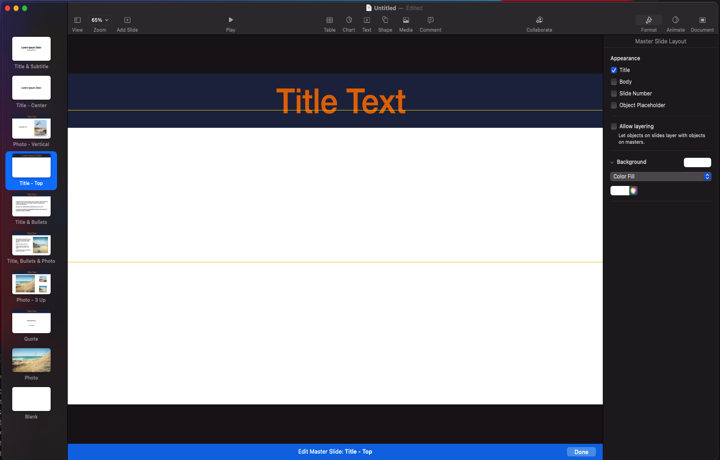 Untitled — Edited
View
65%
Zoom
Add Slide
Play
Table
Chart
Text
Shape
Media
Comment
Collaborate
Format
Animate
Document
Title & Subtitle
Title - Center
Photo - Vertical
Title - Top
Title & Bullets
Title, Bullets & Photo
Photo - 3 Up
Quote
Photo
Blank
Title Text
Edit Master Slide: Title - Top
Done
Master Slide Layout
Appearance
Title
Body
Slide Number
Object Placeholder
Allow layering
Let objects on slides layer with objects
on masters.
Background
Color Fill